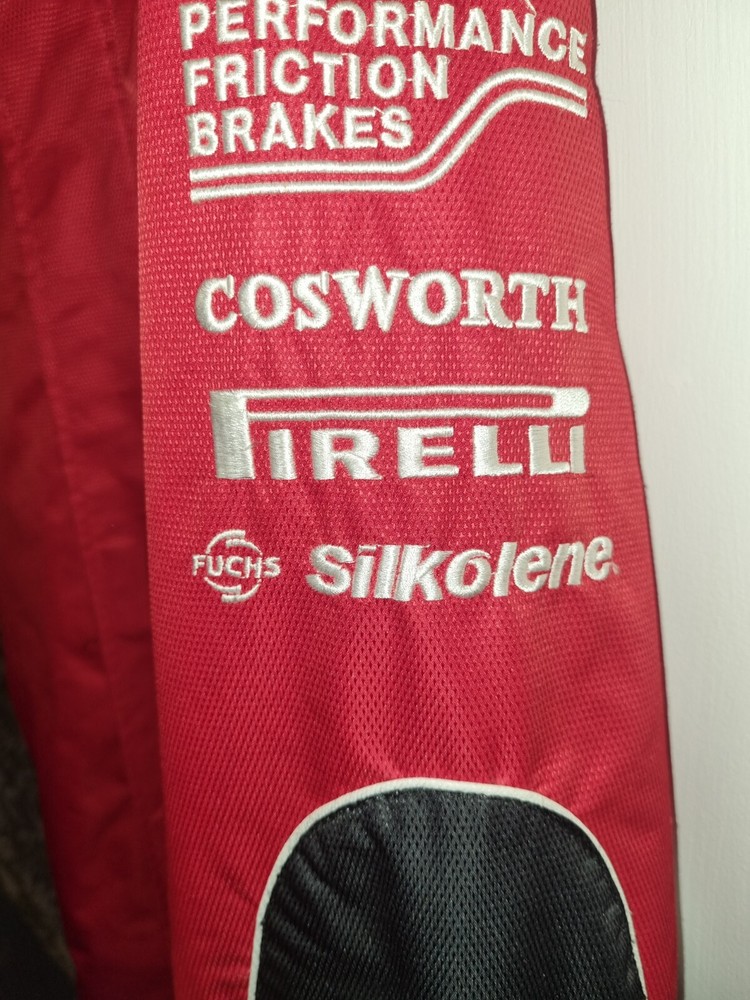 PERFORMANCE
FRICTION
BRAKES
COSWORTH
PIRELLI
FUCHS Silkolene